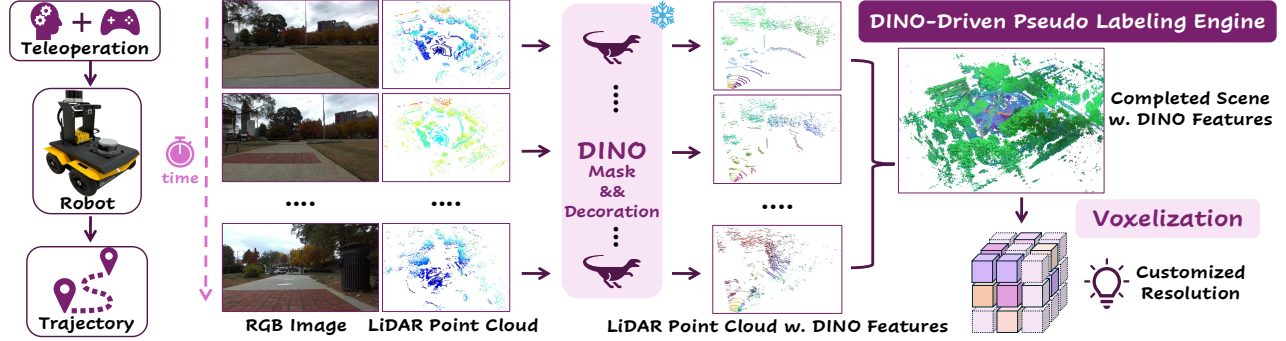 Teleoperation
Robot
Trajectory
time
....
....
RGB Image
LiDAR Point Cloud
DINO
Mask
&&
Decoration
....
LiDAR Point Cloud w. DINO Features
DINO-Driven Pseudo Labeling Engine
Completed Scene
w. DINO Features
Voxelization
Customized
Resolution